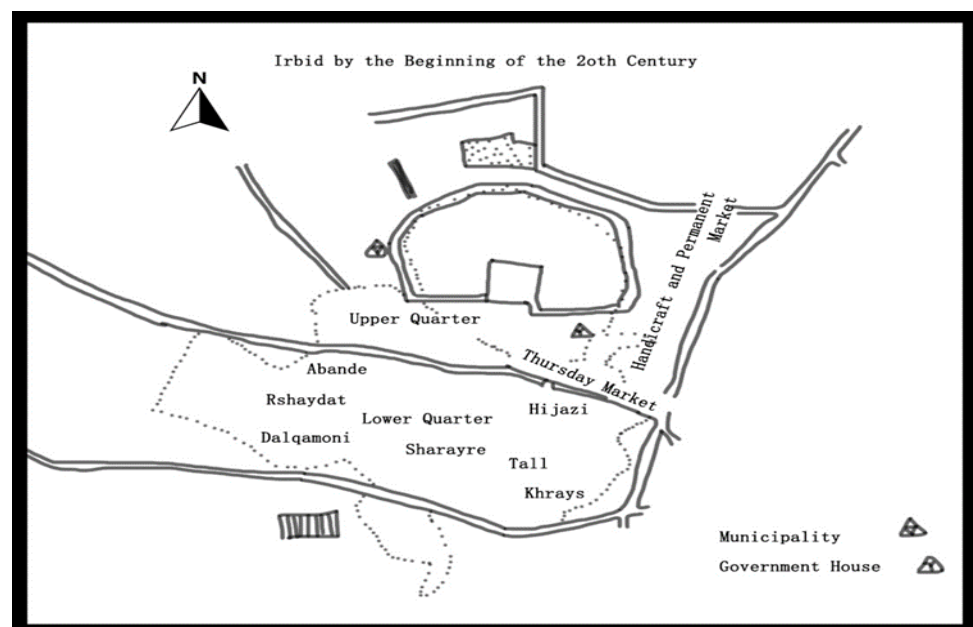 Irbid by the Beginning of the 2oth Century
N
Handicraft and Permanent
Market
Upper Quarter
Thursday Market
Abande
Rshaydat
Hijazi
Lower Quarter
Dalqamoni
Sharayre
Tall
Khrays
Municipality
Government House